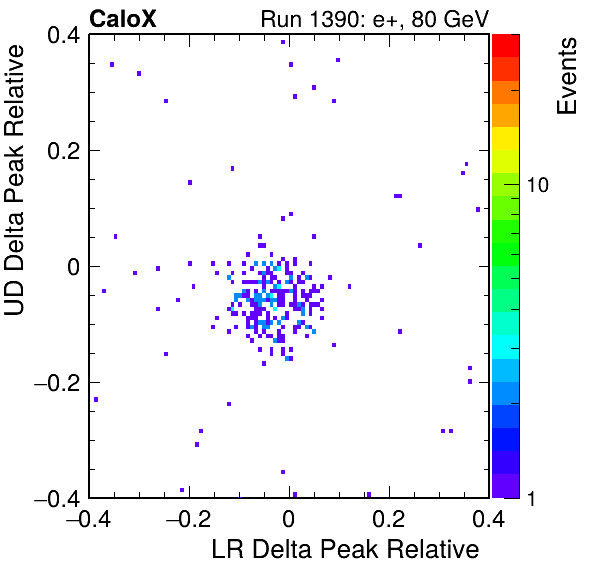 CaloX Run 1390: e+, 80 GeV
UD Delta Peak Relative
Events
0.4
0.2
0
−0.2
−0.4
10
1
−0.4 −0.2 0 0.2 0.4
LR Delta Peak Relative